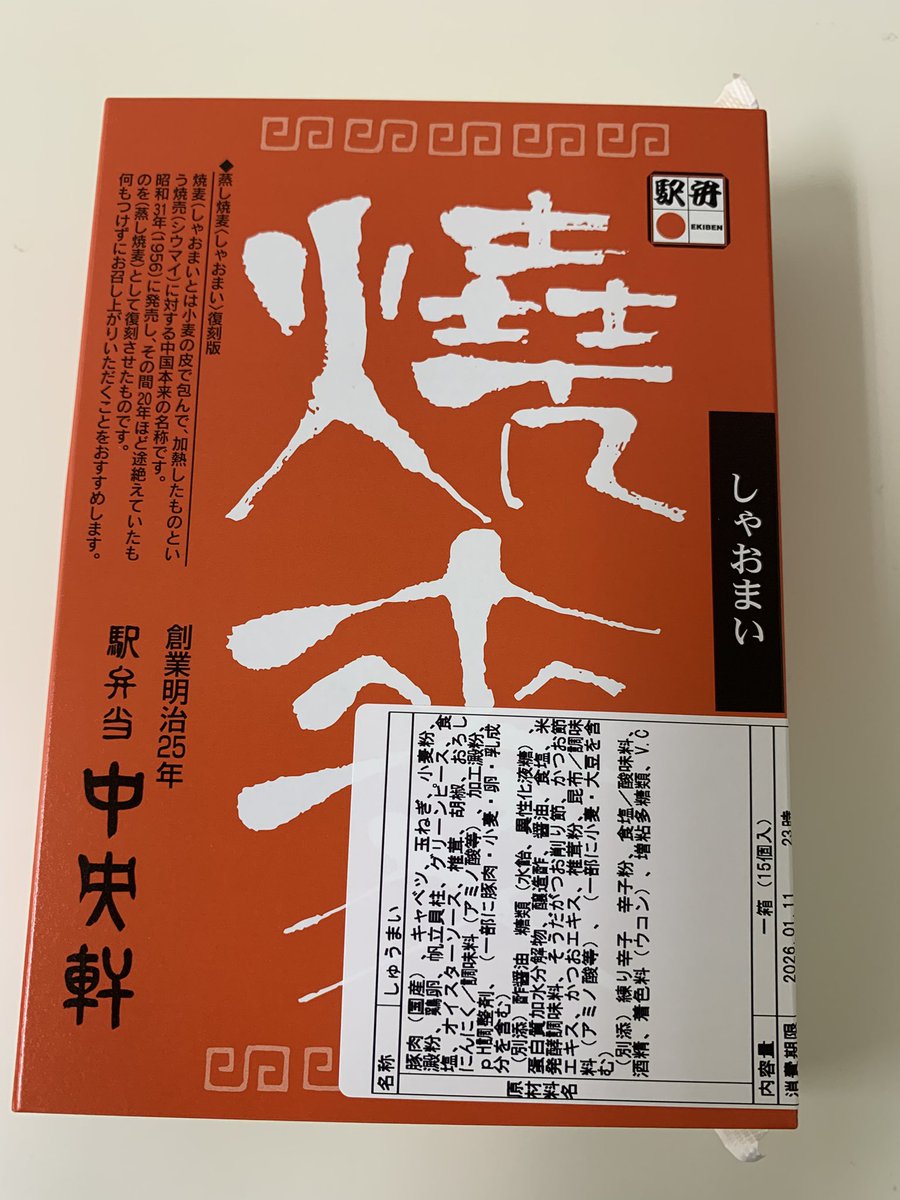 駅弁
EKIBEN
焼麦
しゃおまい
◆蒸し焼麦（しゃおまい）復刻版
焼麦（しゃおまいとは小麦の皮で包んで、加熱したものとい
う焼売（シウマイ）に対する中国本来の名称です。
昭和31年（1956）に発売し、その間20年ほど途絶えていたも
のを（蒸し焼麦）として復刻させたものです。
何もつけずにお召し上がりいただくことをおすすめします。
創業明治25年
駅弁当 中央軒
名称 しゅうまい
原材料名
豚肉（国産）、キャベツ、玉ねぎ、小麦粉、
澱粉、鶏卵、帆立貝柱、グリーンピース、食
塩、オイスターソース、椎茸、胡椒、おろし
にんにく／調味料（アミノ酸等）、加工澱粉、
pH調整剤、（一部に豚肉・小麦・卵・乳成
分を含む）
（別添）酢醤油 糖類（水飴、異性化液糖）、
蛋白質加水分解物、醸造酢、醤油、食塩、米
発酵調味料、そうだがつお削り節、かつお節
エキス、かつおエキス、椎茸粉、昆布／調味
料（アミノ酸等）、（一部に小麦・大豆を含
む）
（別添）練り辛子 辛子粉、食塩／酸味料、
酒精、着色料（ウコン）、増粘多糖類、V.C
内容量 一箱（15個入）
消費期限 2026.01.11 23時